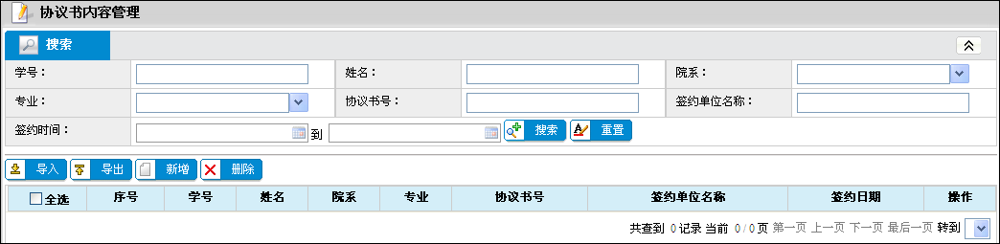 协议书内容管理
搜索
学号： 姓名： 院系：
专业： 协议书号： 签约单位名称：
签约时间： 到 搜索 重置
导入 导出 新增 删除
全选 序号 学号 姓名 院系 专业 协议书号 签约单位名称 签约日期 操作
共查到 0 记录 当前 0 / 0 页 第一页 上一页 下一页 最后一页 转到